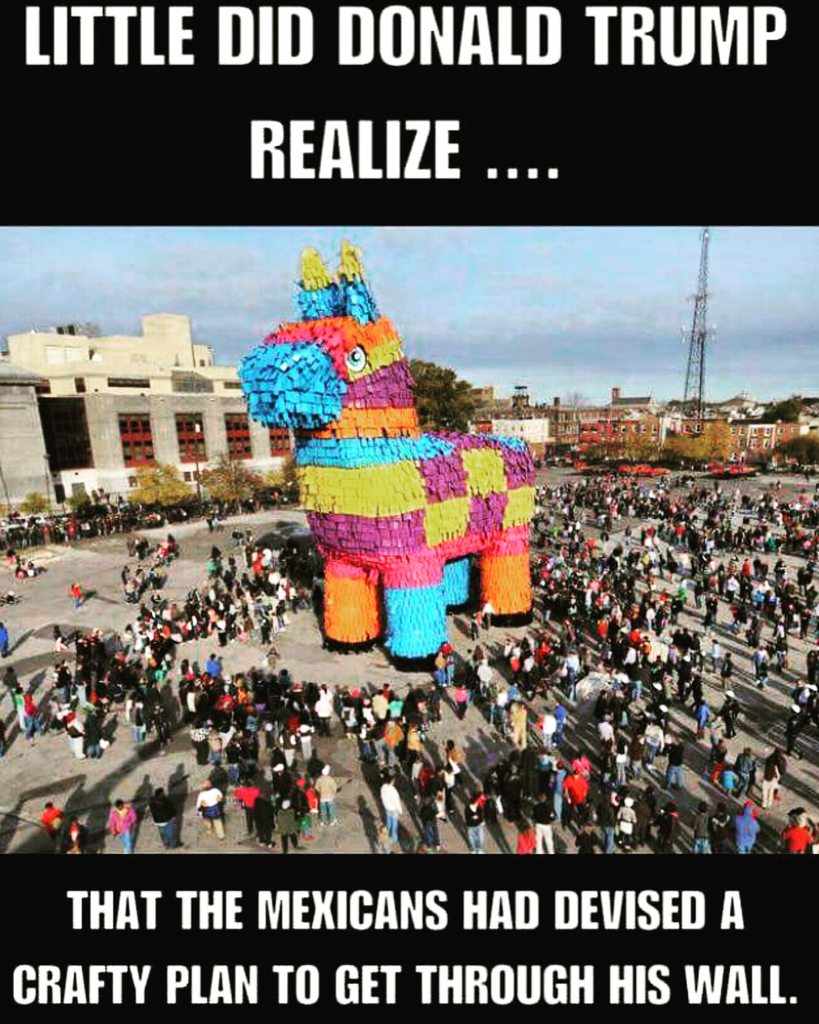 LITTLE DID DONALD TRUMP
REALIZE ....
THAT THE MEXICANS HAD DEVISED A
CRAFTY PLAN TO GET THROUGH HIS WALL.